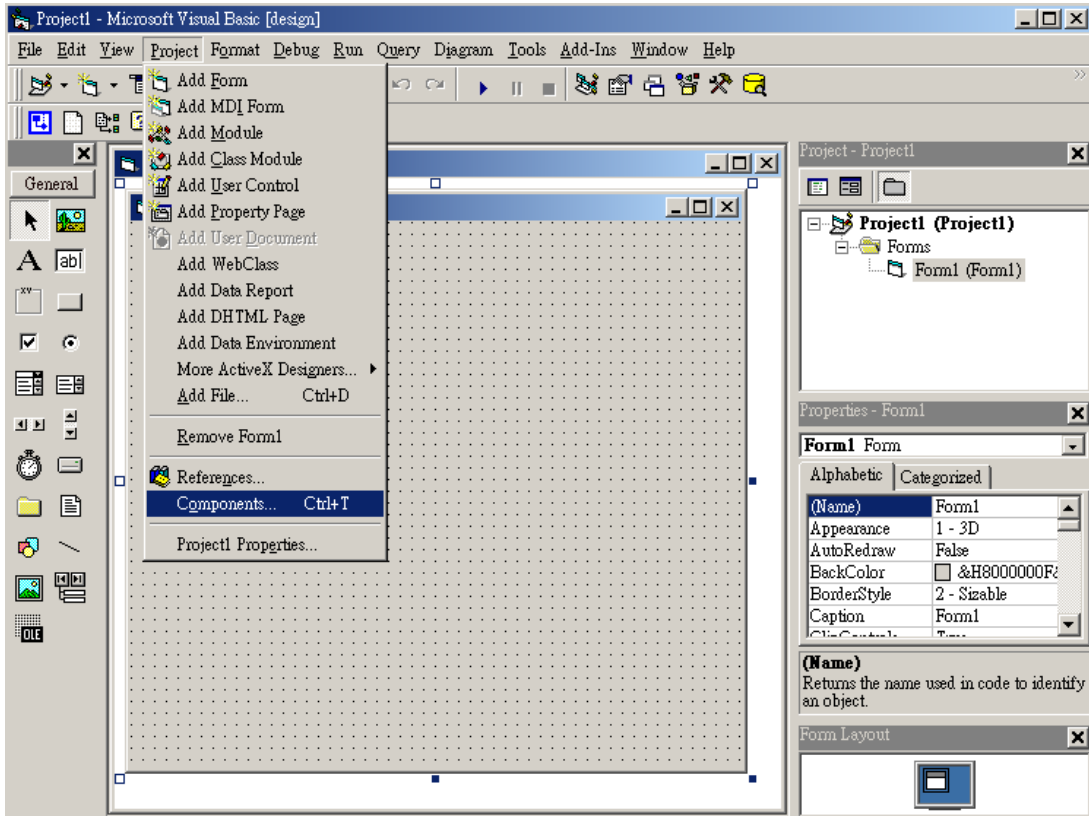 Project1 - Microsoft Visual Basic [design]
File Edit View Project Format Debug Run Query Diagram Tools Add-Ins Window Help
Add Form
Add MDI Form
Add Module
Add Class Module
Add User Control
Add Property Page
Add User Document
Add WebClass
Add Data Report
Add DHTML Page
Add Data Environment
More ActiveX Designers...
Add File... Ctrl+D
Remove Form1
References...
Components... Ctrl+T
Project1 Properties...
General
A ab
XY
OLE
Project - Project1
Project1 (Project1)
Forms
Form1 (Form1)
Properties - Form1
Form1 Form
Alphabetic Categorized
(Name) Form1
Appearance 1 - 3D
AutoRedraw False
BackColor &H8000000F&
BorderStyle 2 - Sizable
Caption Form1
ClipControls True
(Name)
Returns the name used in code to identify
an object.
Form Layout